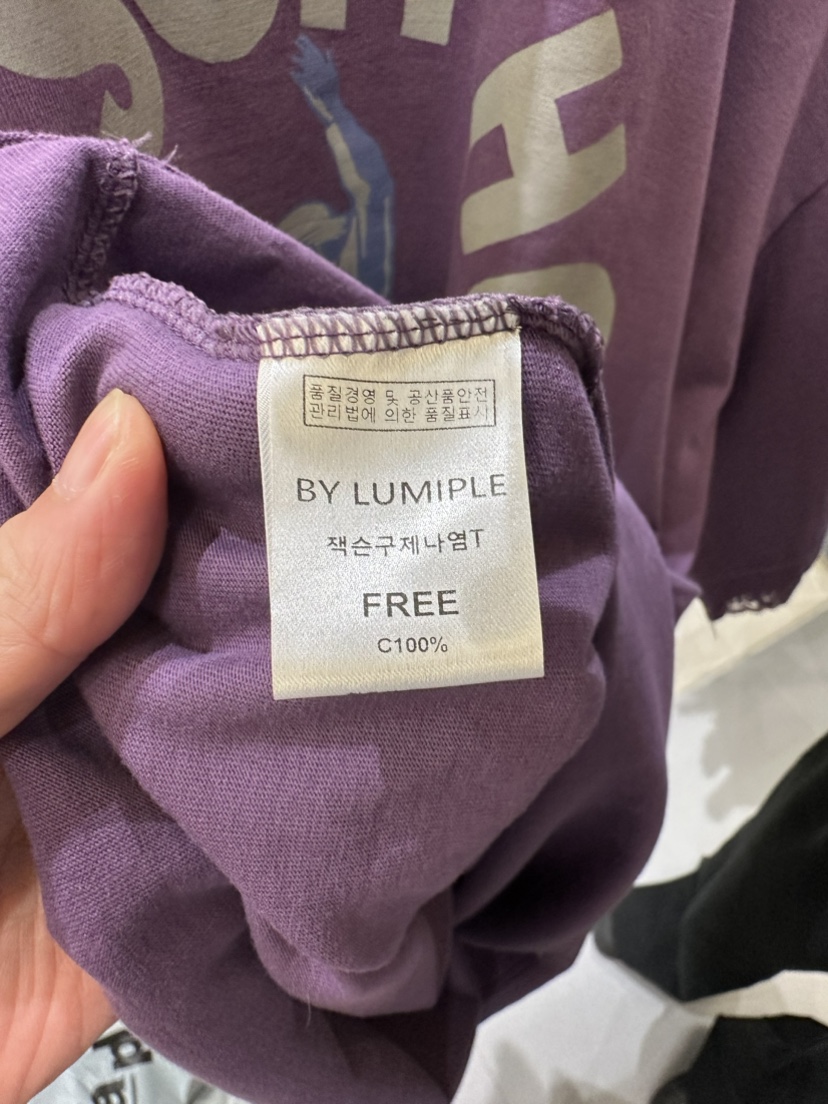 품질경영 및 공산품안전
관리법에 의한 품질표시
BY LUMIPLE
잭슨구제나염T
FREE
C100%